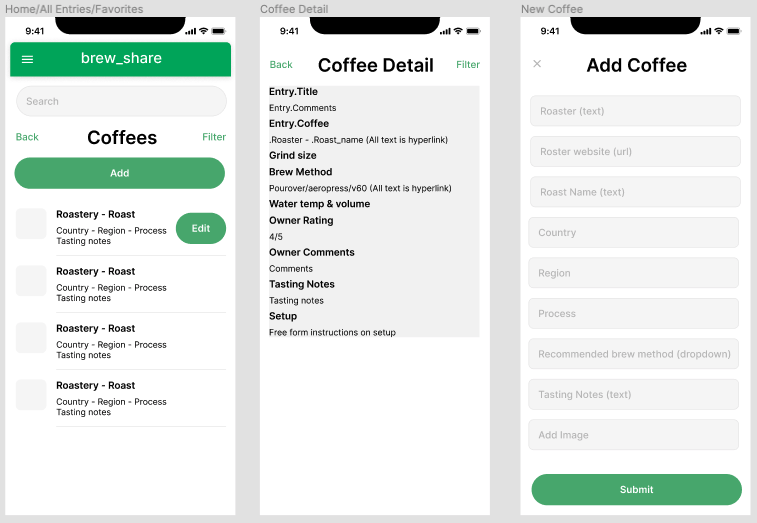 Home/All Entries/Favorites
9:41
brew_share
Search
Back
Coffees
Filter
Add
Roastery - Roast
Country - Region - Process
Tasting notes
Edit
Roastery - Roast
Country - Region - Process
Tasting notes
Roastery - Roast
Country - Region - Process
Tasting notes
Roastery - Roast
Country - Region - Process
Tasting notes
Coffee Detail
9:41
Back
Coffee Detail
Filter
Entry.Title
Entry.Comments
Entry.Coffee
.Roaster - .Roast_name (All text is hyperlink)
Grind size
Brew Method
Pourover/aeropress/v60 (All text is hyperlink)
Water temp & volume
Owner Rating
4/5
Owner Comments
Comments
Tasting Notes
Tasting notes
Setup
Free form instructions on setup
New Coffee
9:41
Add Coffee
Roaster (text)
Roster website (url)
Roast Name (text)
Country
Region
Process
Recommended brew method (dropdown)
Tasting Notes (text)
Add Image
Submit